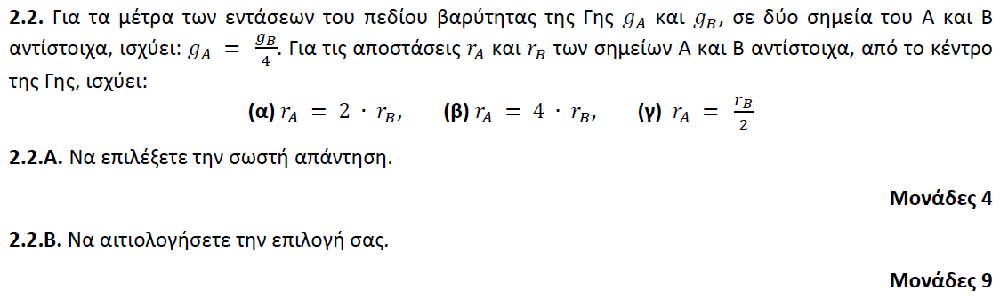 2.2. Για τα μέτρα των εντάσεων του πεδίου βαρύτητας της Γης $g_A$ και $g_B$, σε δύο σημεία του Α και Β
αντίστοιχα, ισχύει: $g_A = \frac{g_B}{4}$. Για τις αποστάσεις $r_A$ και $r_B$ των σημείων Α και Β αντίστοιχα, από το κέντρο
της Γης, ισχύει:
(α) $r_A = 2 \cdot r_B$, (β) $r_A = 4 \cdot r_B$, (γ) $r_A = \frac{r_B}{2}$
2.2.Α. Να επιλέξετε την σωστή απάντηση.
Μονάδες 4
2.2.Β. Να αιτιολογήσετε την επιλογή σας.
Μονάδες 9